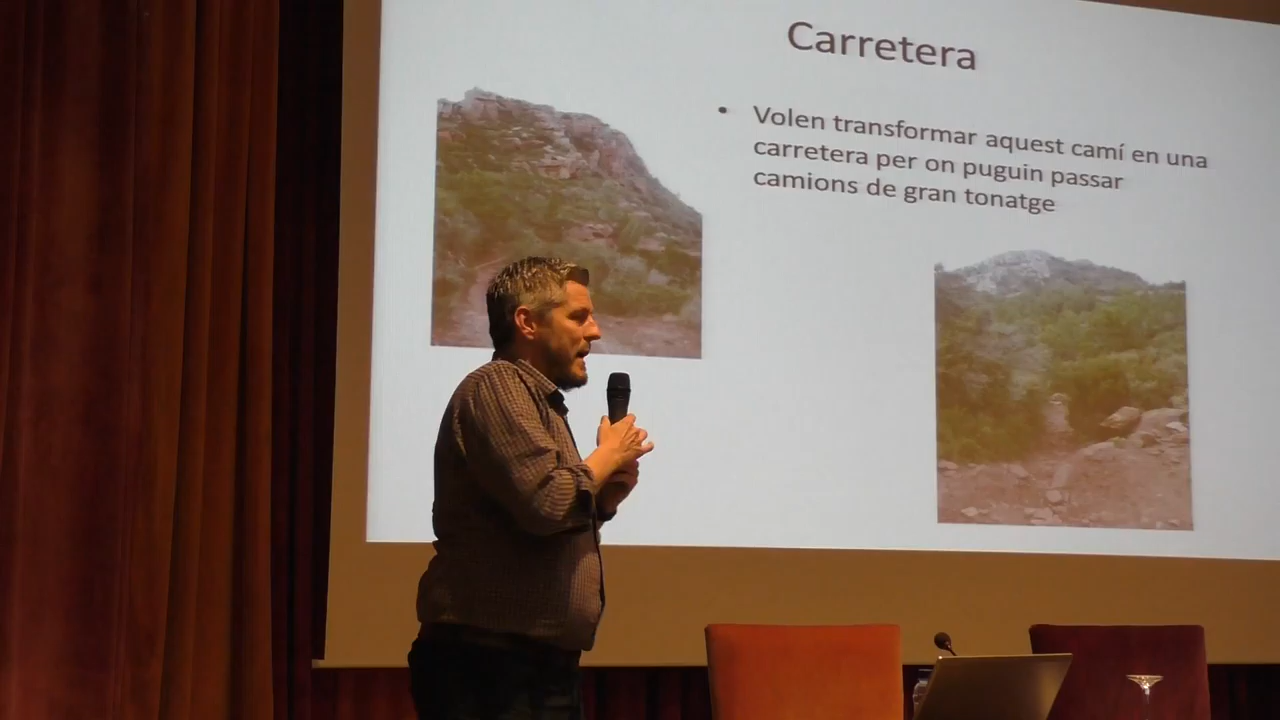 Carretera
• Volen transformar aquest camí en una
carretera per on puguin passar
camions de gran tonatge